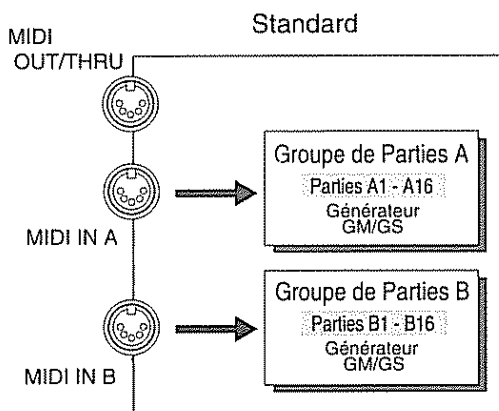 Standard
MIDI
OUT/THRU
Groupe de Parties A
Parties A1 - A16
Générateur
GM/GS
MIDI IN A
Groupe de Parties B
Parties B1 - B16
Générateur
GM/GS
MIDI IN B